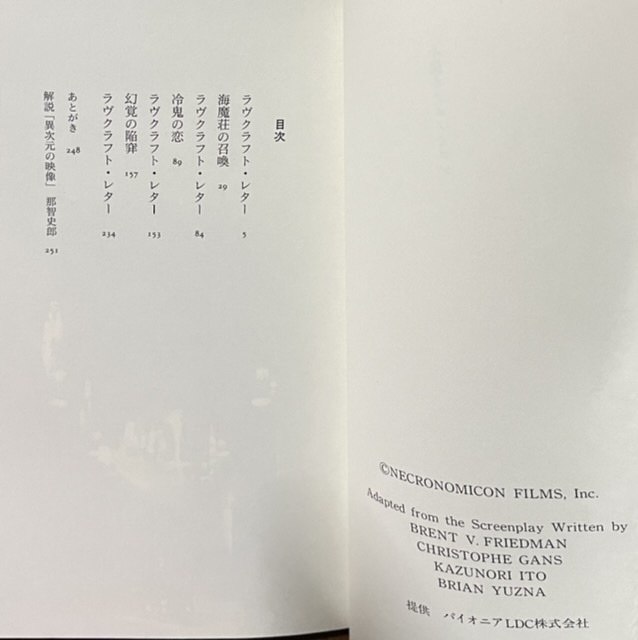 目次
ラヴクラフト・レター 5
海魔荘の召喚 29
ラヴクラフト・レター 84
冷鬼の恋 89
ラヴクラフト・レター 153
幻覚の陥穽 157
ラヴクラフト・レター 234
あとがき 248
解説「異次元の映像」 那智史郎 251
©NECRONOMICON FILMS, Inc.
Adapted from the Screenplay Written by
BRENT V. FRIEDMAN
CHRISTOPHE GANS
KAZUNORI ITO
BRIAN YUZNA
提供 パイオニアLDC株式会社